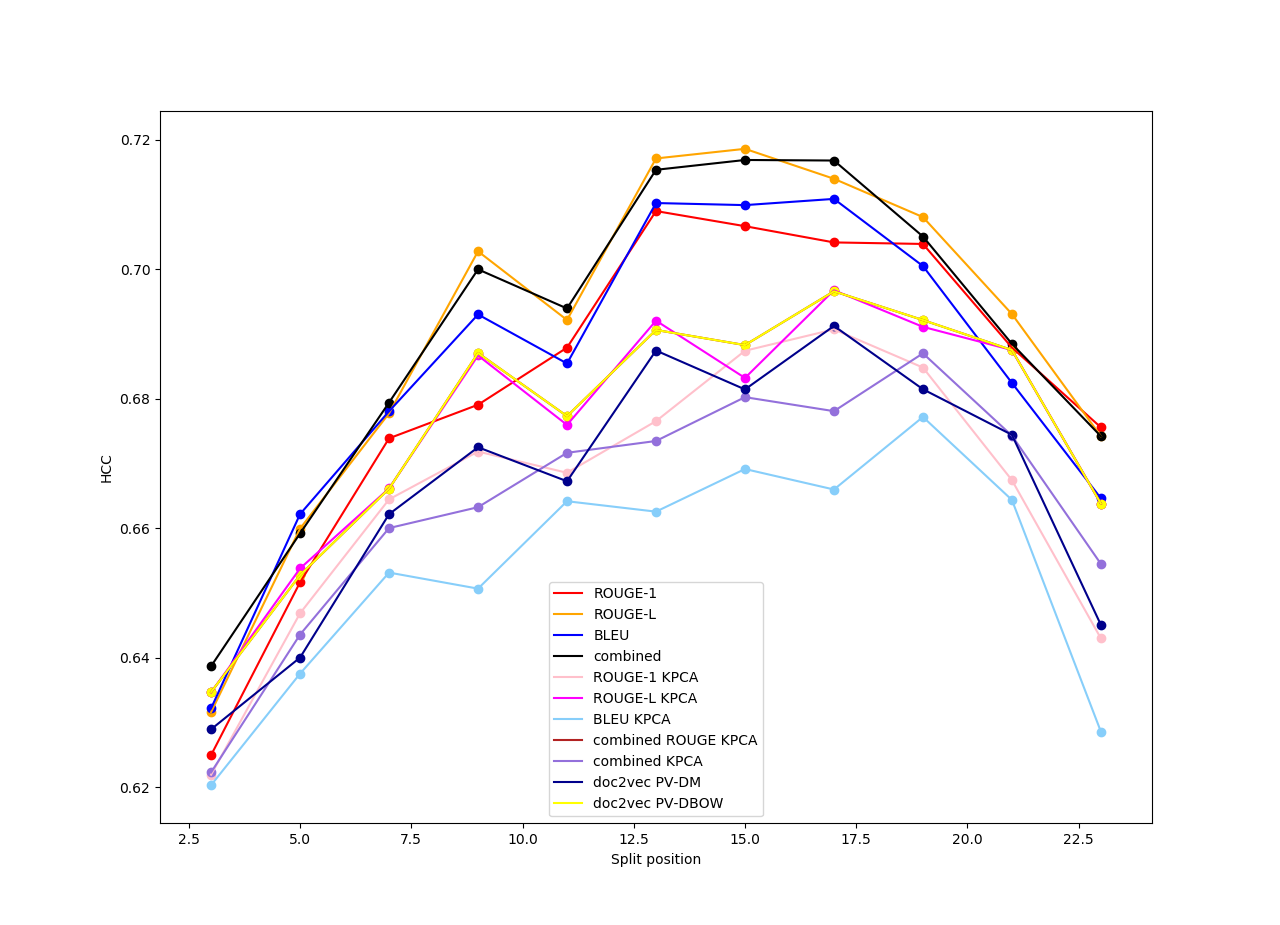 0.72
0.70
0.68
0.66
0.64
0.62
HCC
2.5 5.0 7.5 10.0 12.5 15.0 17.5 20.0 22.5
Split position
ROUGE-1
ROUGE-L
BLEU
combined
ROUGE-1 KPCA
ROUGE-L KPCA
BLEU KPCA
combined ROUGE KPCA
combined KPCA
doc2vec PV-DM
doc2vec PV-DBOW